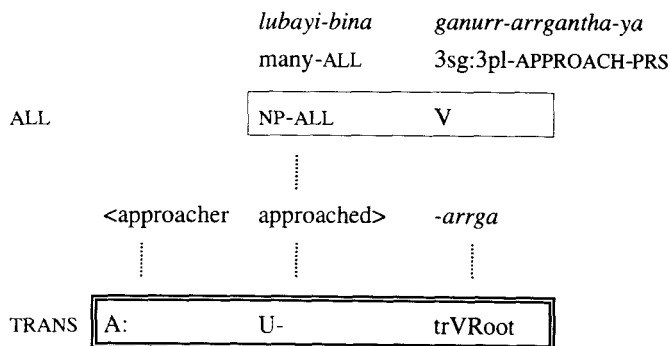 lubayi-bina ganurr-arrgantha-ya
many-ALL 3sg:3pl-APPROACH-PRS
ALL NP-ALL V
<approacher approached> -arrga
TRANS A: U- trVRoot